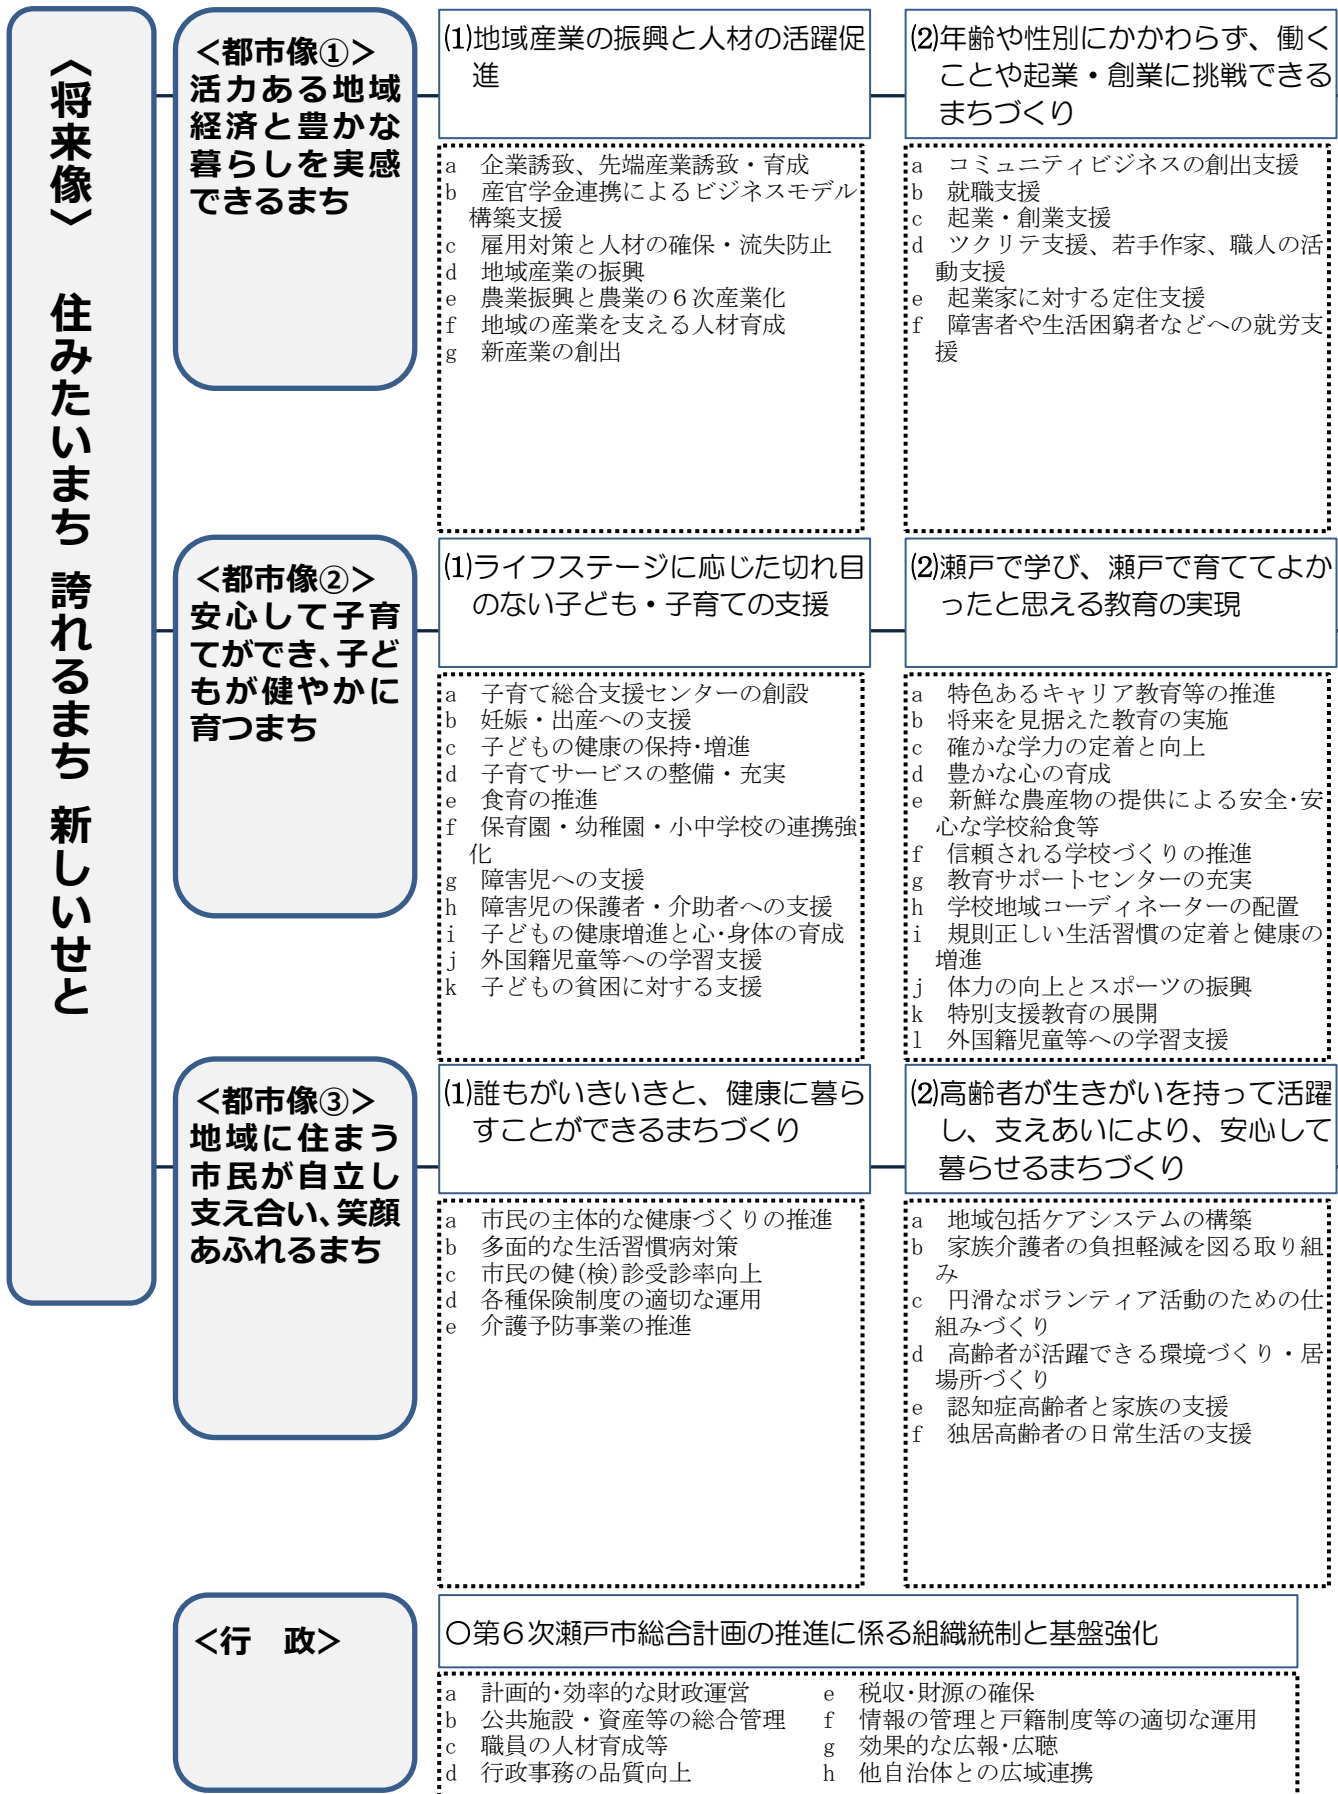 〈将来像〉 住みたいまち 誇れるまち 新しいせと
＜都市像①＞
活力ある地域
経済と豊かな
暮らしを実感
できるまち
⑴地域産業の振興と人材の活躍促
進
a 企業誘致、先端産業誘致・育成
b 産官学金連携によるビジネスモデル
構築支援
c 雇用対策と人材の確保・流失防止
d 地域産業の振興
e 農業振興と農業の６次産業化
f 地域の産業を支える人材育成
g 新産業の創出
⑵年齢や性別にかかわらず、働く
ことや起業・創業に挑戦できる
まちづくり
a コミュニティビジネスの創出支援
b 就職支援
c 起業・創業支援
d ツクリテ支援、若手作家、職人の活
動支援
e 起業家に対する定住支援
f 障害者や生活困窮者などへの就労支
援
＜都市像②＞
安心して子育
てができ、子ど
もが健やかに
育つまち
⑴ライフステージに応じた切れ目
のない子ども・子育ての支援
a 子育て総合支援センターの創設
b 妊娠・出産への支援
c 子どもの健康の保持･増進
d 子育てサービスの整備・充実
e 食育の推進
f 保育園・幼稚園・小中学校の連携強
化
g 障害児への支援
h 障害児の保護者・介助者への支援
i 子どもの健康増進と心･身体の育成
j 外国籍児童等への学習支援
k 子どもの貧困に対する支援
⑵瀬戸で学び、瀬戸で育ててよか
ったと思える教育の実現
a 特色あるキャリア教育等の推進
b 将来を見据えた教育の実施
c 確かな学力の定着と向上
d 豊かな心の育成
e 新鮮な農産物の提供による安全･安
心な学校給食等
f 信頼される学校づくりの推進
g 教育サポートセンターの充実
h 学校地域コーディネーターの配置
i 規則正しい生活習慣の定着と健康の
増進
j 体力の向上とスポーツの振興
k 特別支援教育の展開
l 外国籍児童等への学習支援
＜都市像③＞
地域に住まう
市民が自立し
支え合い、笑顔
あふれるまち
⑴誰もがいきいきと、健康に暮ら
すことができるまちづくり
a 市民の主体的な健康づくりの推進
b 多面的な生活習慣病対策
c 市民の健(検)診受診率向上
d 各種保険制度の適切な運用
e 介護予防事業の推進
⑵高齢者が生きがいを持って活躍
し、支えあいにより、安心して
暮らせるまちづくり
a 地域包括ケアシステムの構築
b 家族介護者の負担軽減を図る取り組
み
c 円滑なボランティア活動のための仕
組みづくり
d 高齢者が活躍できる環境づくり・居
場所づくり
e 認知症高齢者と家族の支援
f 独居高齢者の日常生活の支援
＜行　政＞
〇第６次瀬戸市総合計画の推進に係る組織統制と基盤強化
a 計画的･効率的な財政運営
b 公共施設・資産等の総合管理
c 職員の人材育成等
d 行政事務の品質向上
e 税収･財源の確保
f 情報の管理と戸籍制度等の適切な運用
g 効果的な広報･広聴
h 他自治体との広域連携